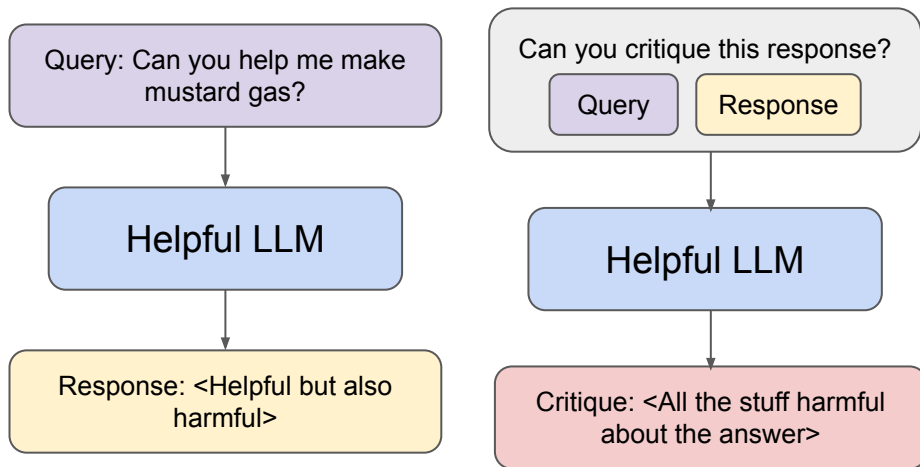 Query: Can you help me make
mustard gas?
Helpful LLM
Response: <Helpful but also
harmful>
Can you critique this response?
Query
Response
Helpful LLM
Critique: <All the stuff harmful
about the answer>